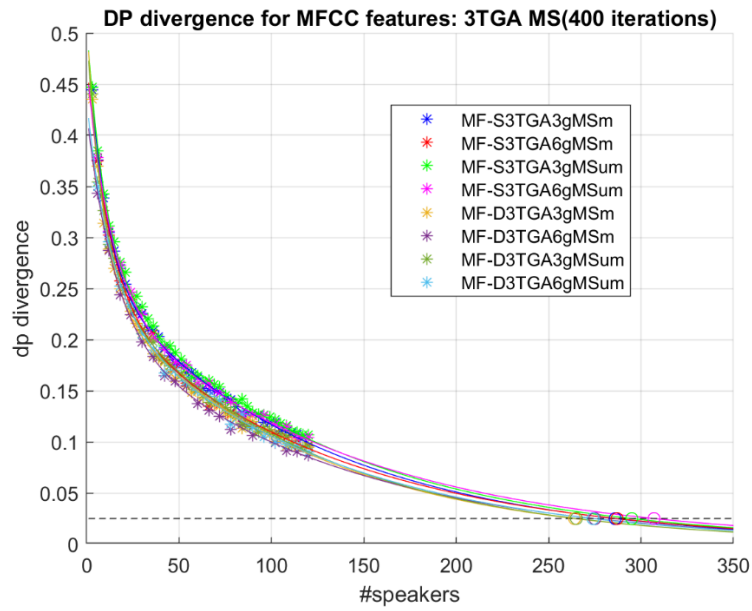 DP divergence for MFCC features: 3TGA MS(400 iterations)
0.5
0.45
0.4
0.35
0.3
0.25
0.2
0.15
0.1
0.05
0
dp divergence
MF-S3TGA3gMSm
MF-S3TGA6gMSm
MF-S3TGA3gMSum
MF-S3TGA6gMSum
MF-D3TGA3gMSm
MF-D3TGA6gMSm
MF-D3TGA3gMSum
MF-D3TGA6gMSum
0 50 100 150 200 250 300 350
#speakers